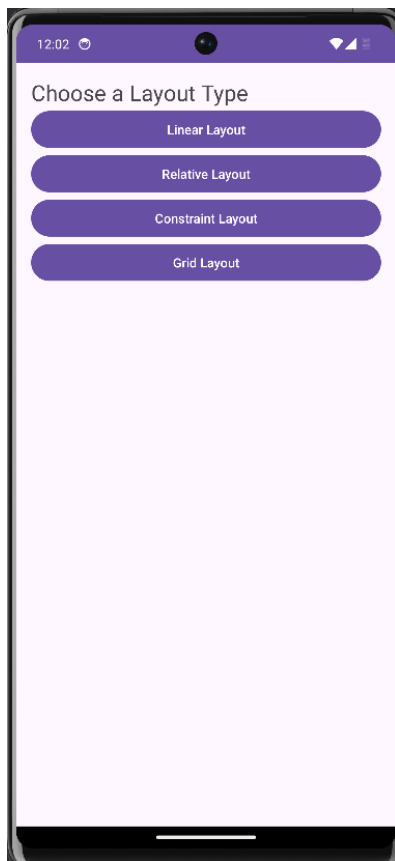 12:02
Choose a Layout Type
Linear Layout
Relative Layout
Constraint Layout
Grid Layout